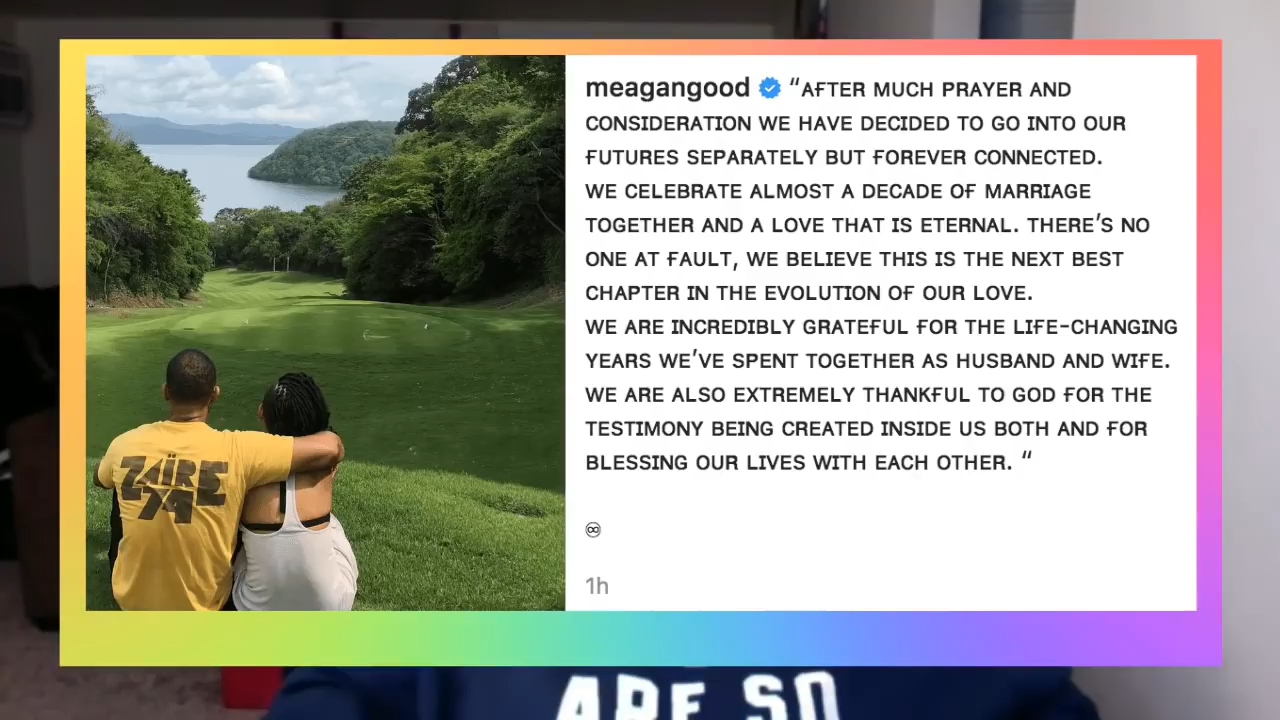 meagangood “AFTER MUCH PRAYER AND
CONSIDERATION WE HAVE DECIDED TO GO INTO OUR
FUTURES SEPARATELY BUT FOREVER CONNECTED.
WE CELEBRATE ALMOST A DECADE OF MARRIAGE
TOGETHER AND A LOVE THAT IS ETERNAL. THERE’S NO
ONE AT FAULT, WE BELIEVE THIS IS THE NEXT BEST
CHAPTER IN THE EVOLUTION OF OUR LOVE.
WE ARE INCREDIBLY GRATEFUL FOR THE LIFE-CHANGING
YEARS WE’VE SPENT TOGETHER AS HUSBAND AND WIFE.
WE ARE ALSO EXTREMELY THANKFUL TO GOD FOR THE
TESTIMONY BEING CREATED INSIDE US BOTH AND FOR
BLESSING OUR LIVES WITH EACH OTHER. “
♾
1h
ZAÏRE
74
ARE SO